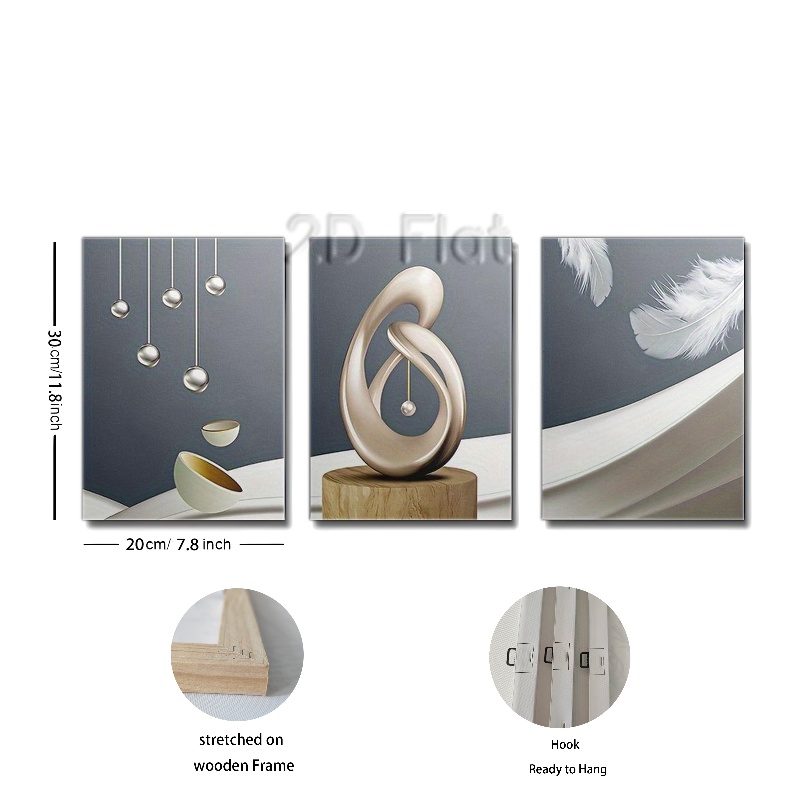 2D Flat
30cm/11.8inch
20cm/ 7.8 inch
stretched on
wooden Frame
Hook
Ready to Hang